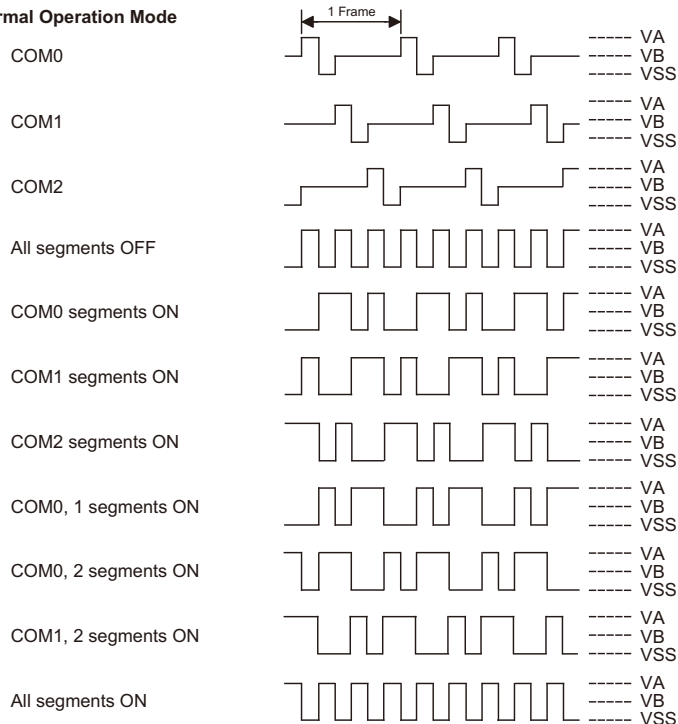 rmal Operation Mode
1 Frame
COM0
VA
VB
VSS
COM1
VA
VB
VSS
COM2
VA
VB
VSS
All segments OFF
VA
VB
VSS
COM0 segments ON
VA
VB
VSS
COM1 segments ON
VA
VB
VSS
COM2 segments ON
VA
VB
VSS
COM0, 1 segments ON
VA
VB
VSS
COM0, 2 segments ON
VA
VB
VSS
COM1, 2 segments ON
VA
VB
VSS
All segments ON
VA
VB
VSS